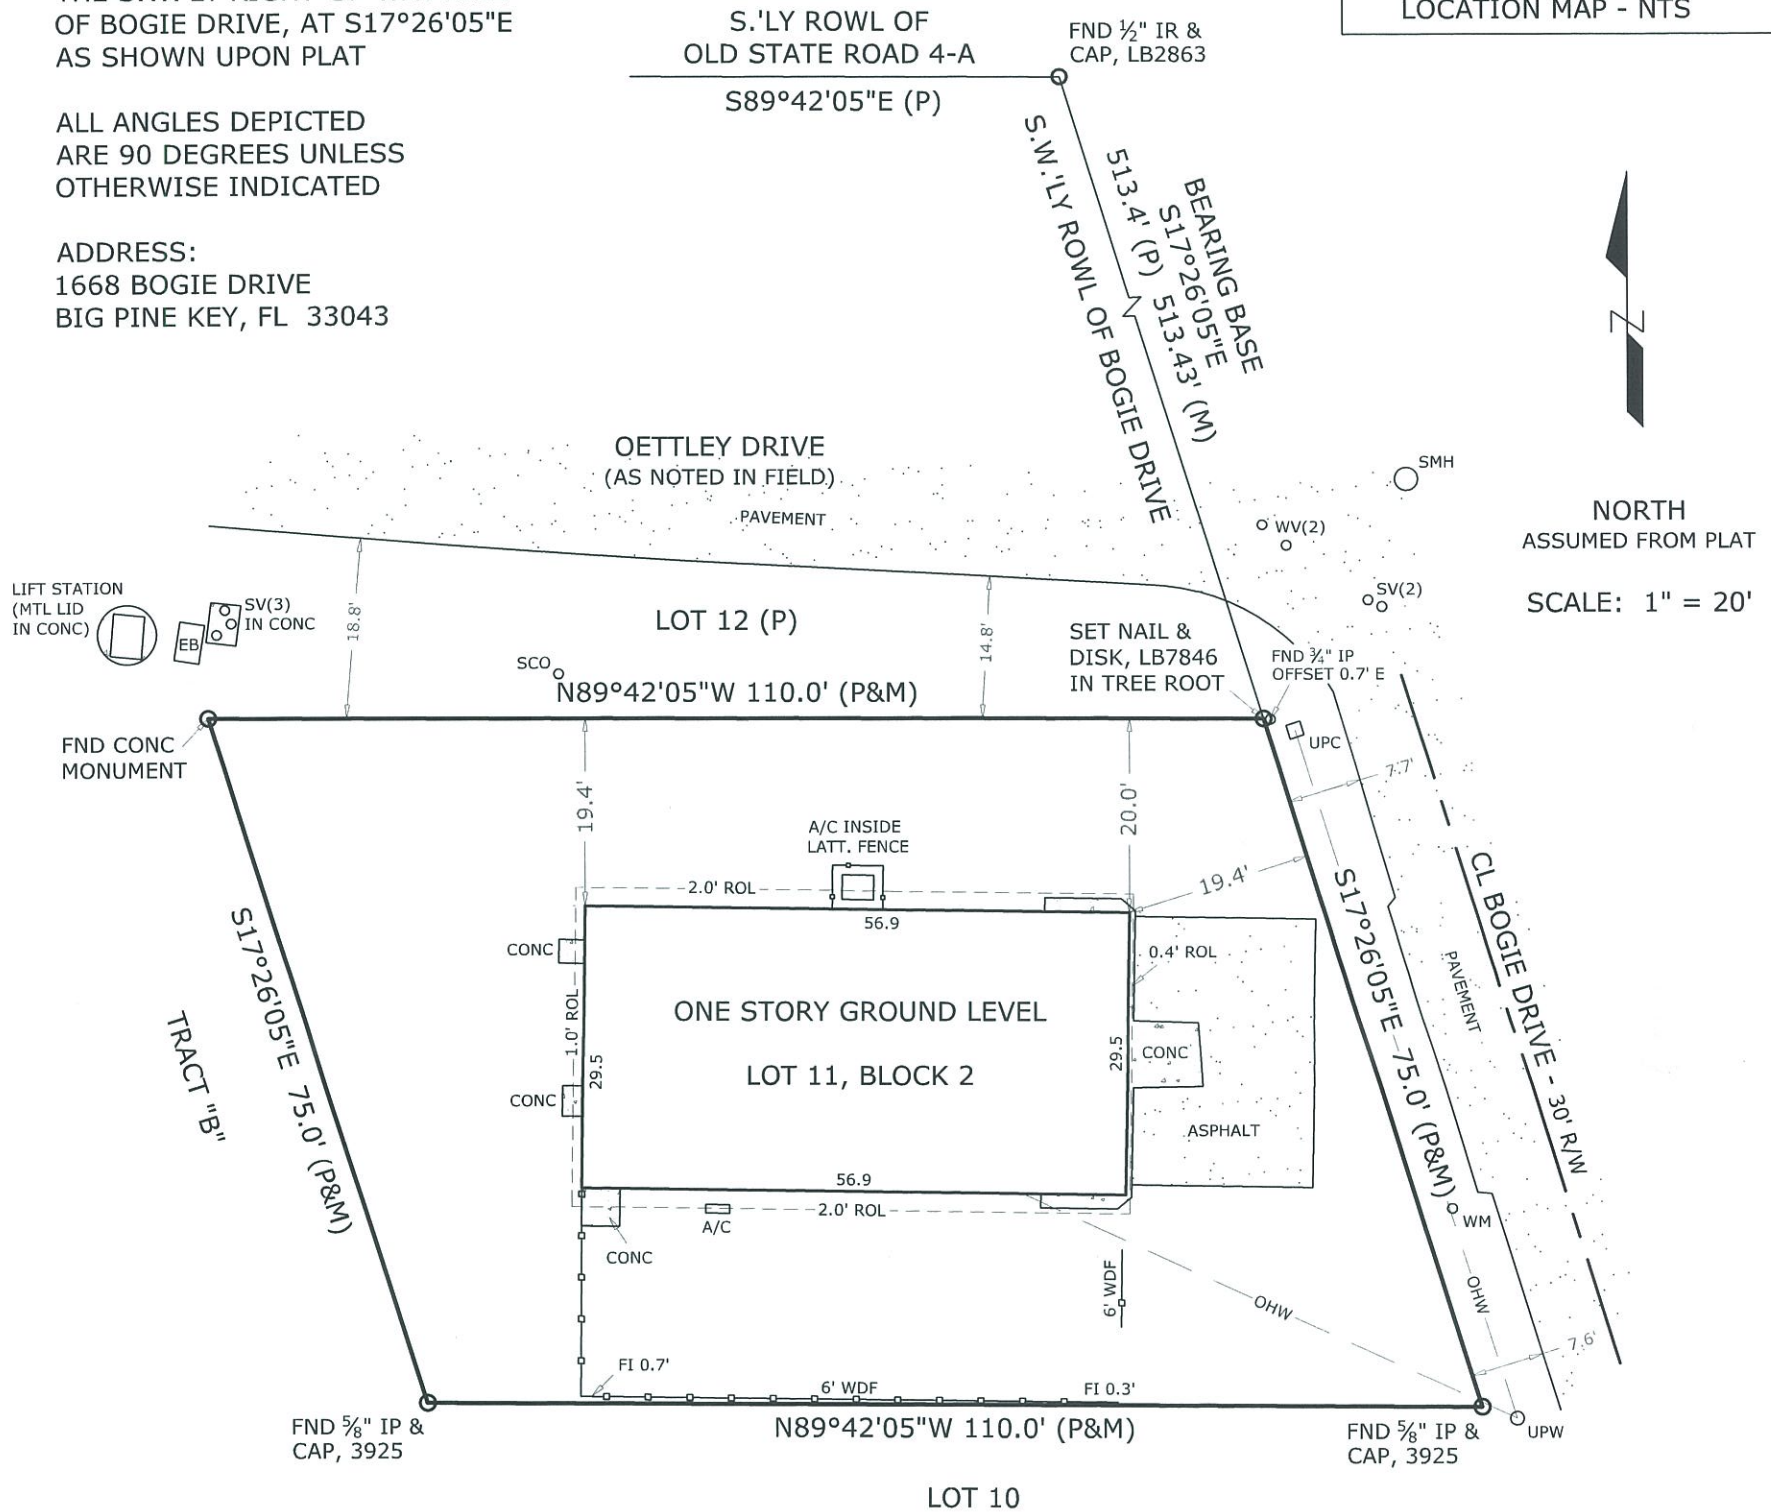 OF BOGIE DRIVE, AT S17°26'05"E
AS SHOWN UPON PLAT
ALL ANGLES DEPICTED
ARE 90 DEGREES UNLESS
OTHERWISE INDICATED
ADDRESS:
1668 BOGIE DRIVE
BIG PINE KEY, FL 33043
S.'LY ROWL OF
OLD STATE ROAD 4-A
S89°42'05"E (P)
FND ½" IR &
CAP, LB2863
LOCATION MAP - NTS
S.W.'LY ROWL OF BOGIE DRIVE
513.4' (P) 513.43' (M)
S17°26'05"E
BEARING BASE
NORTH
ASSUMED FROM PLAT
SCALE: 1" = 20'
OETTLEY DRIVE
(AS NOTED IN FIELD)
PAVEMENT
SMH
WV(2)
SV(2)
LIFT STATION
(MTL LID
IN CONC)
EB
SV(3)
IN CONC
18.8'
LOT 12 (P)
14.8'
SCO
N89°42'05"W 110.0' (P&M)
SET NAIL &
DISK, LB7846
IN TREE ROOT
FND ¾" IP
OFFSET 0.7' E
FND CONC
MONUMENT
UPC
7.7'
19.4'
20.0'
A/C INSIDE
LATT. FENCE
2.0' ROL
56.9
19.4'
CONC
0.4' ROL
1.0' ROL
29.5
ONE STORY GROUND LEVEL
LOT 11, BLOCK 2
29.5
CONC
CONC
ASPHALT
S17°26'05"E 75.0' (P&M)
TRACT "B"
S17°26'05"E 75.0' (P&M)
PAVEMENT
CL BOGIE DRIVE - 30' R/W
56.9
2.0' ROL
A/C
CONC
WM
6' WDF
OHW
OHW
7.6'
FI 0.7'
6' WDF
FI 0.3'
N89°42'05"W 110.0' (P&M)
FND ⅝" IP &
CAP, 3925
FND ⅝" IP &
CAP, 3925
UPW
LOT 10